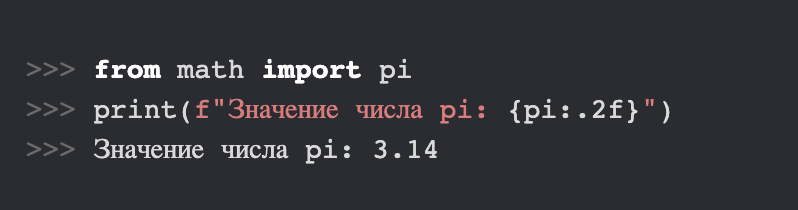 >>> from math import pi
>>> print(f"Значение числа pi: {pi:.2f}")
>>> Значение числа pi: 3.14